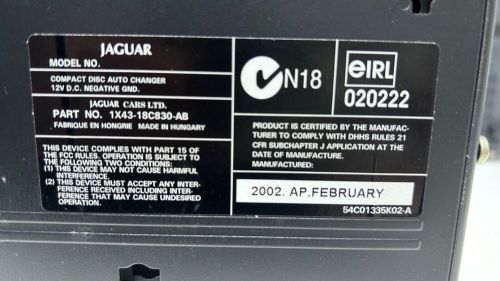 JAGUAR
MODEL NO.
COMPACT DISC AUTO CHANGER
12V D.C. NEGATIVE GND.
JAGUAR CARS LTD.
PART NO. 1X43-18C830-AB
FABRIQUE EN HONGRIE MADE IN HUNGARY
THIS DEVICE COMPLIES WITH PART 15 OF
THE FCC RULES. OPERATION IS SUBJECT TO
THE FOLLOWING TWO CONDITIONS:
(1) THIS DEVICE MAY NOT CAUSE HARMFUL
INTERFERENCE.
(2) THIS DEVICE MUST ACCEPT ANY INTER-
FERENCE RECEIVED INCLUDING INTER-
FERENCE THAT MAY CAUSE UNDESIRED
OPERATION.
N18
eIRL
020222
PRODUCT IS CERTIFIED BY THE MANUFAC-
TURER TO COMPLY WITH DHHS RULES 21
CFR SUBCHAPTER J APPLICATION AT THE
DATE OF MANUFACTURE.
MANUFACTURED:
2002. AP.FEBRUARY
54C01335K02-A